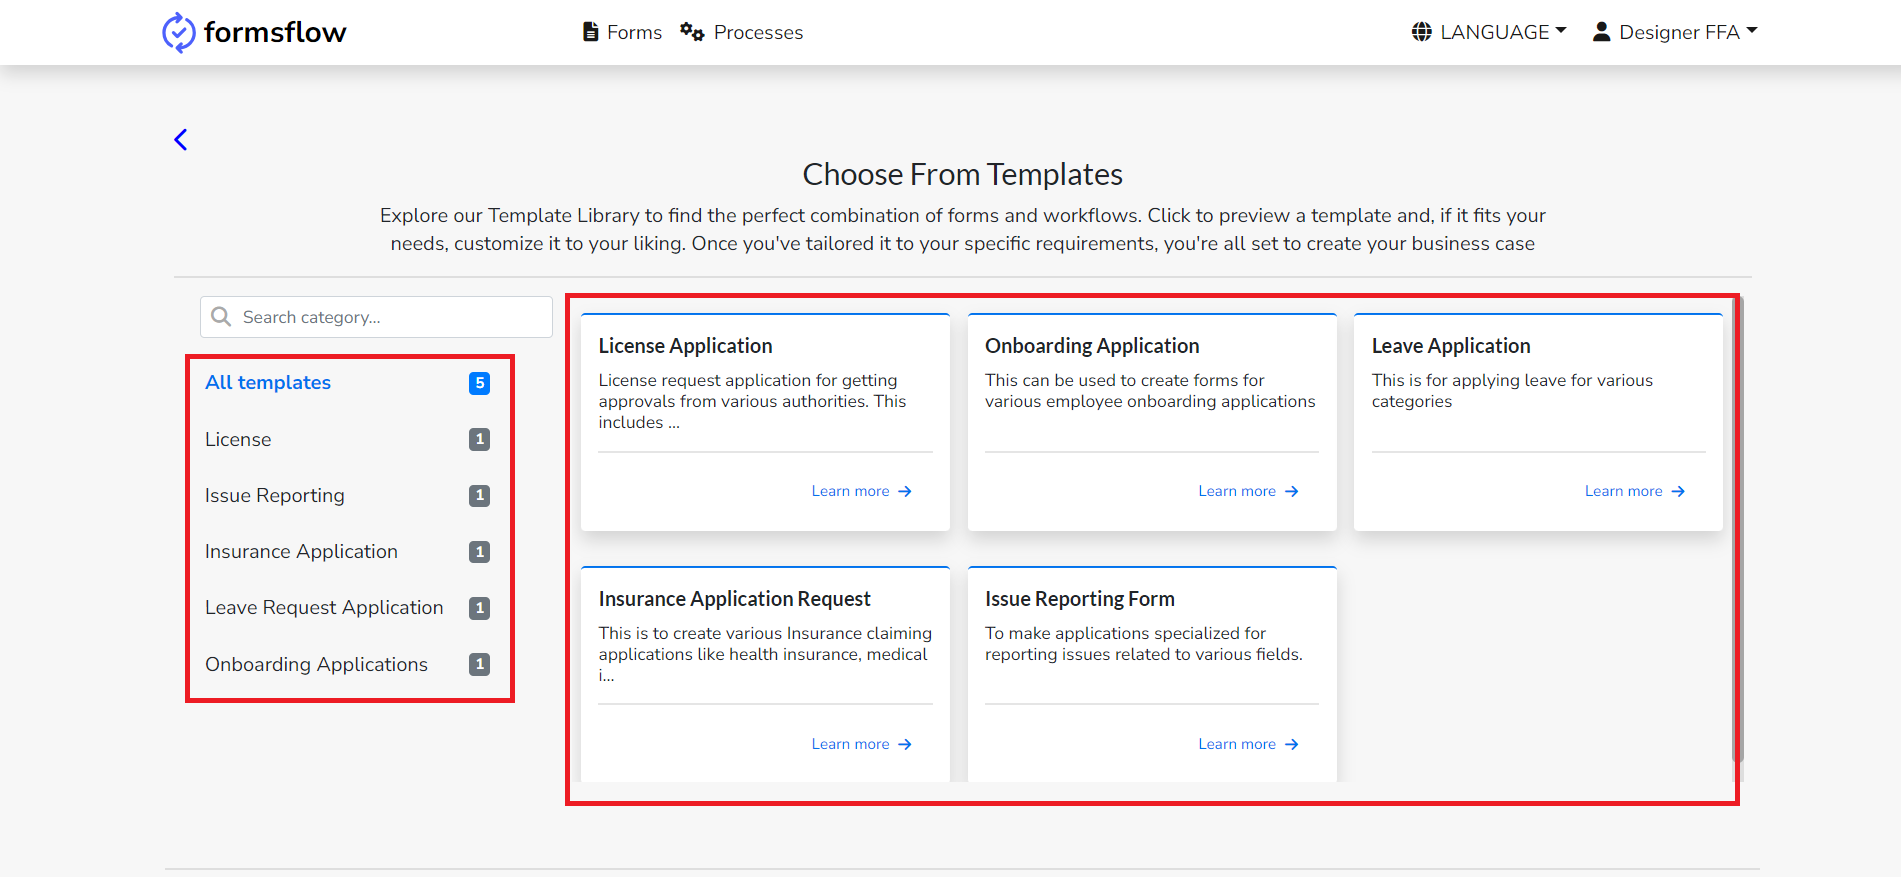 formsflow
Forms
Processes
LANGUAGE
Designer FFA
Choose From Templates
Explore our Template Library to find the perfect combination of forms and workflows. Click to preview a template and, if it fits your
needs, customize it to your liking. Once you've tailored it to your specific requirements, you're all set to create your business case
Search category...
All templates 5
License 1
Issue Reporting 1
Insurance Application 1
Leave Request Application 1
Onboarding Applications 1
License Application
License request application for getting
approvals from various authorities. This
includes ...
Learn more
Onboarding Application
This can be used to create forms for
various employee onboarding applications
Learn more
Leave Application
This is for applying leave for various
categories
Learn more
Insurance Application Request
This is to create various Insurance claiming
applications like health insurance, medical
i...
Learn more
Issue Reporting Form
To make applications specialized for
reporting issues related to various fields.
Learn more